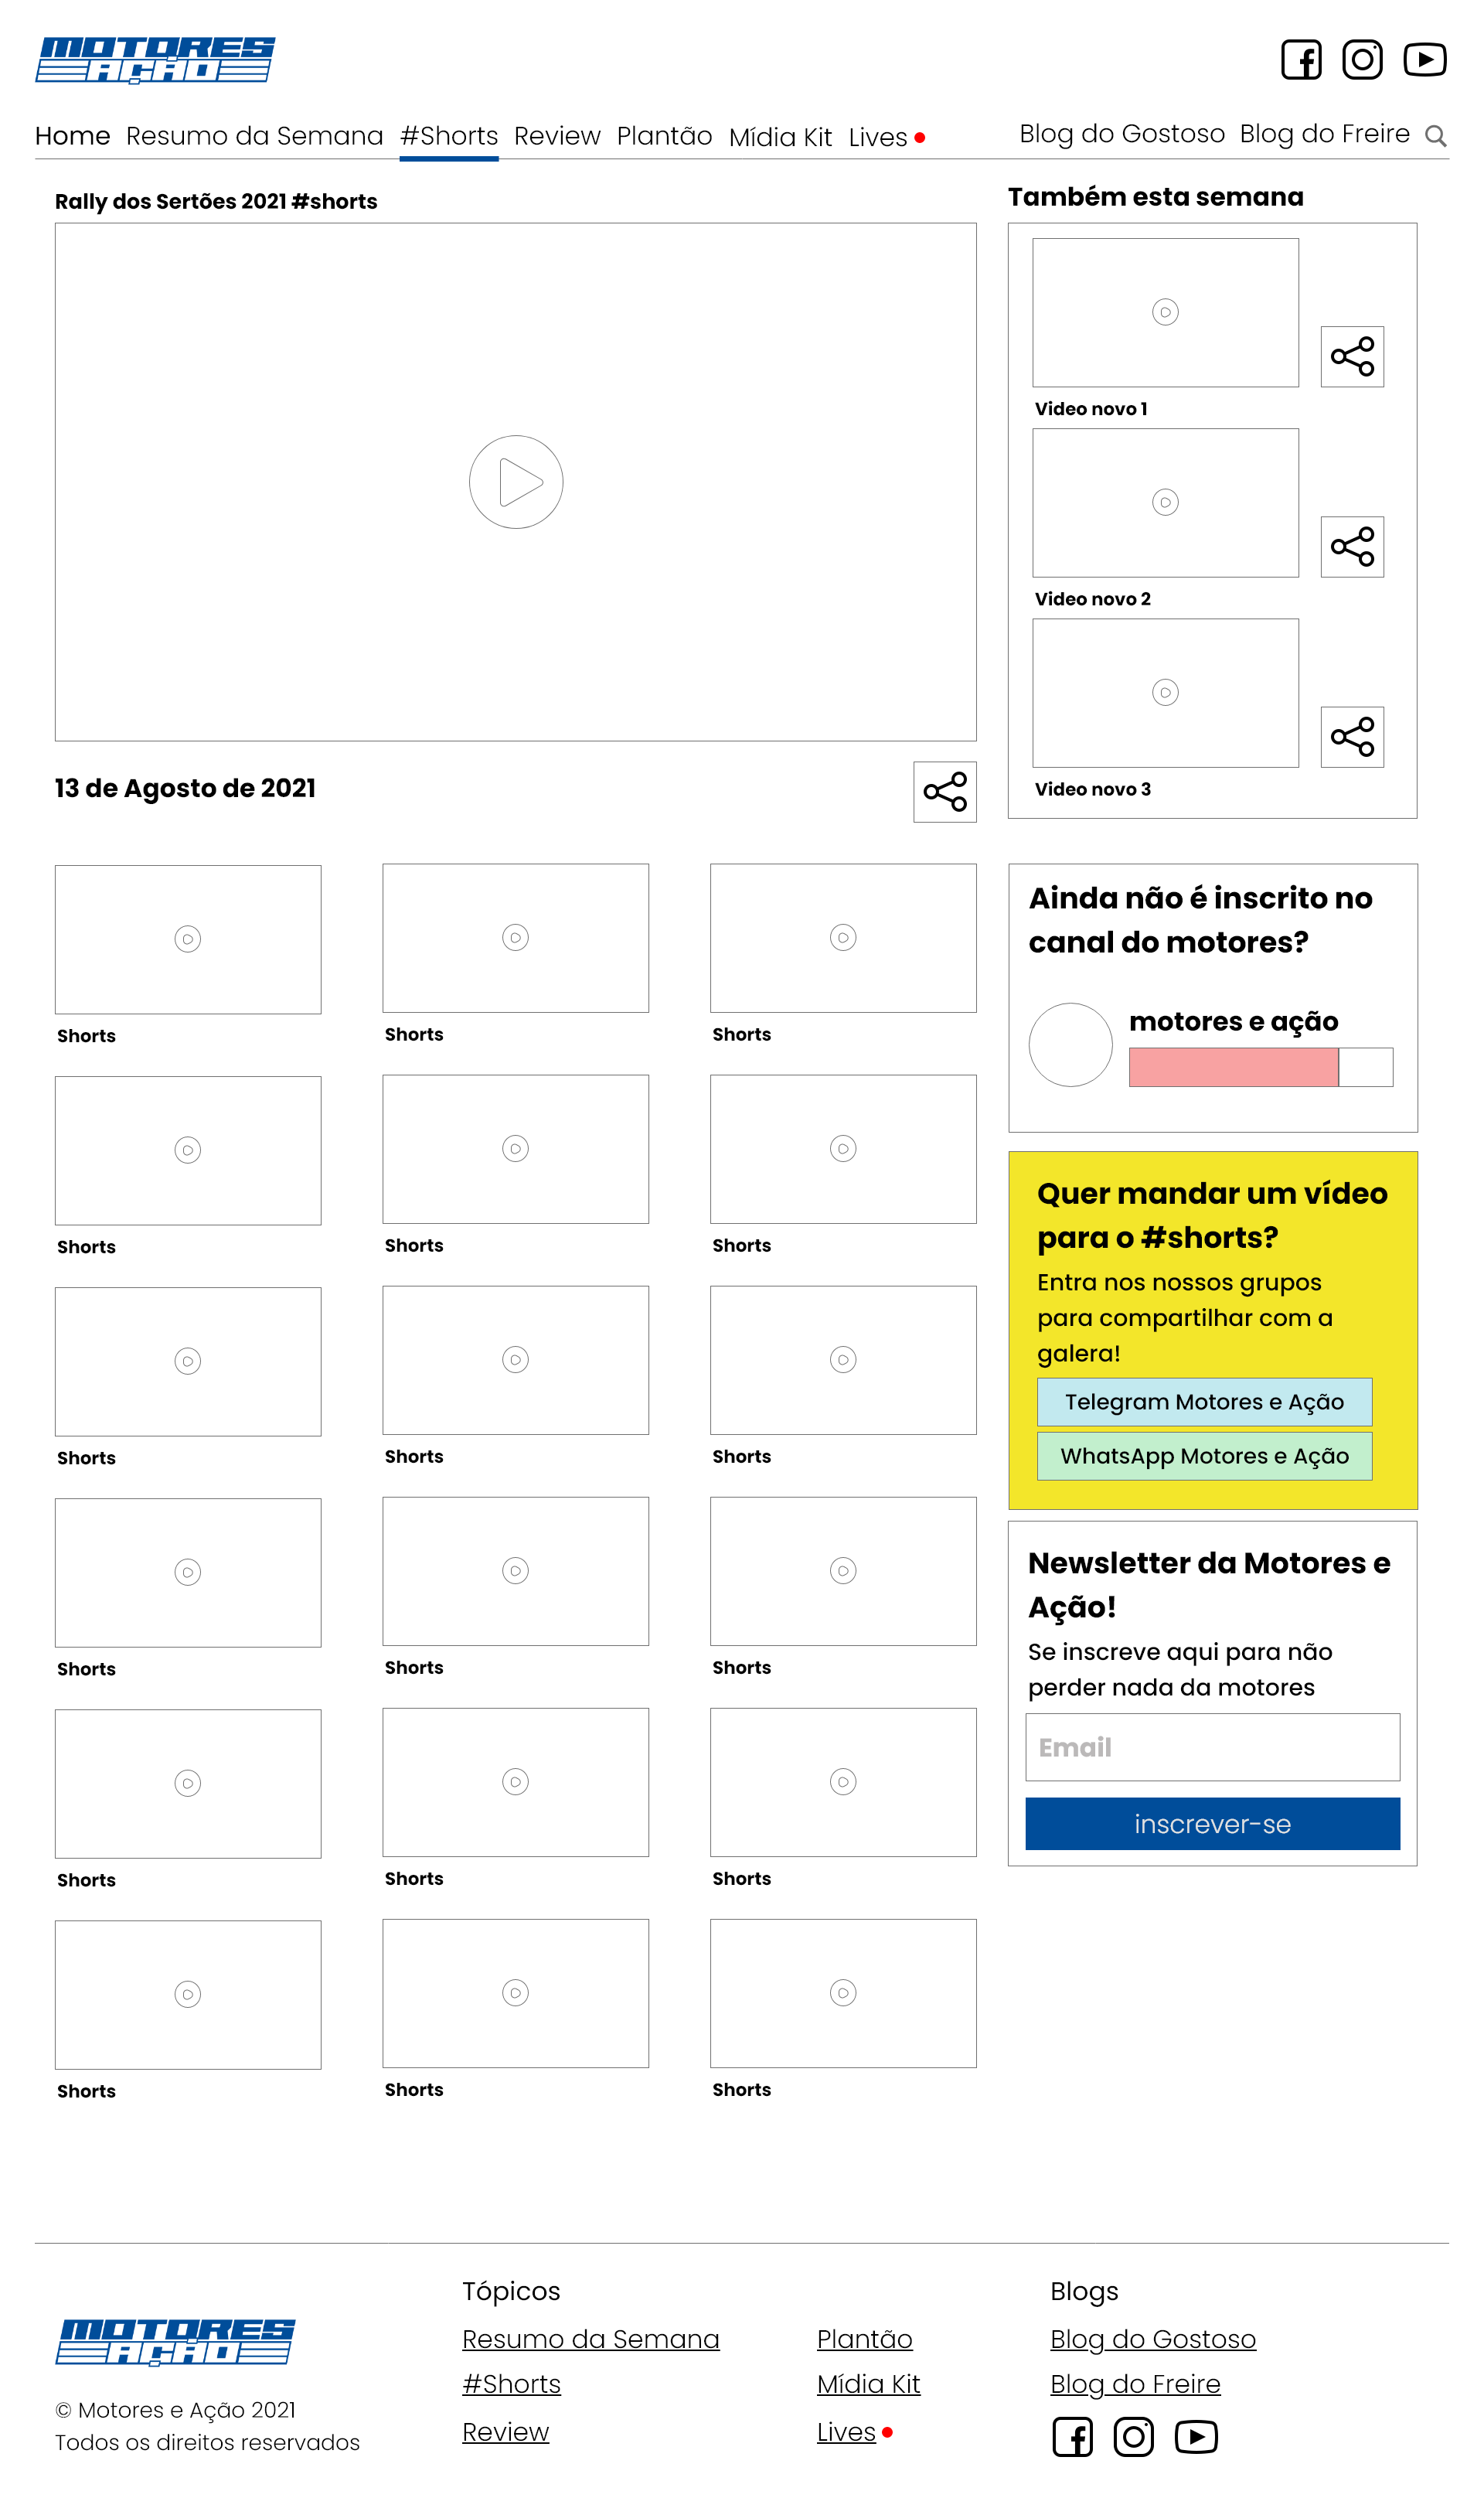 MOTORES
AÇÃO
Home Resumo da Semana #Shorts Review Plantão Mídia Kit Lives Blog do Gostoso Blog do Freire
Rally dos Sertões 2021 #shorts
Também esta semana
Video novo 1
Video novo 2
Video novo 3
13 de Agosto de 2021
Shorts Shorts Shorts
Shorts Shorts Shorts
Shorts Shorts Shorts
Shorts Shorts Shorts
Shorts Shorts Shorts
Shorts Shorts Shorts
Ainda não é inscrito no
canal do motores?
motores e ação
Quer mandar um vídeo
para o #shorts?
Entra nos nossos grupos
para compartilhar com a
galera!
Telegram Motores e Ação
WhatsApp Motores e Ação
Newsletter da Motores e
Ação!
Se inscreve aqui para não
perder nada da motores
Email
inscrever-se
MOTORES
AÇÃO
© Motores e Ação 2021
Todos os direitos reservados
Tópicos
Resumo da Semana
#Shorts
Review
Plantão
Mídia Kit
Lives
Blogs
Blog do Gostoso
Blog do Freire